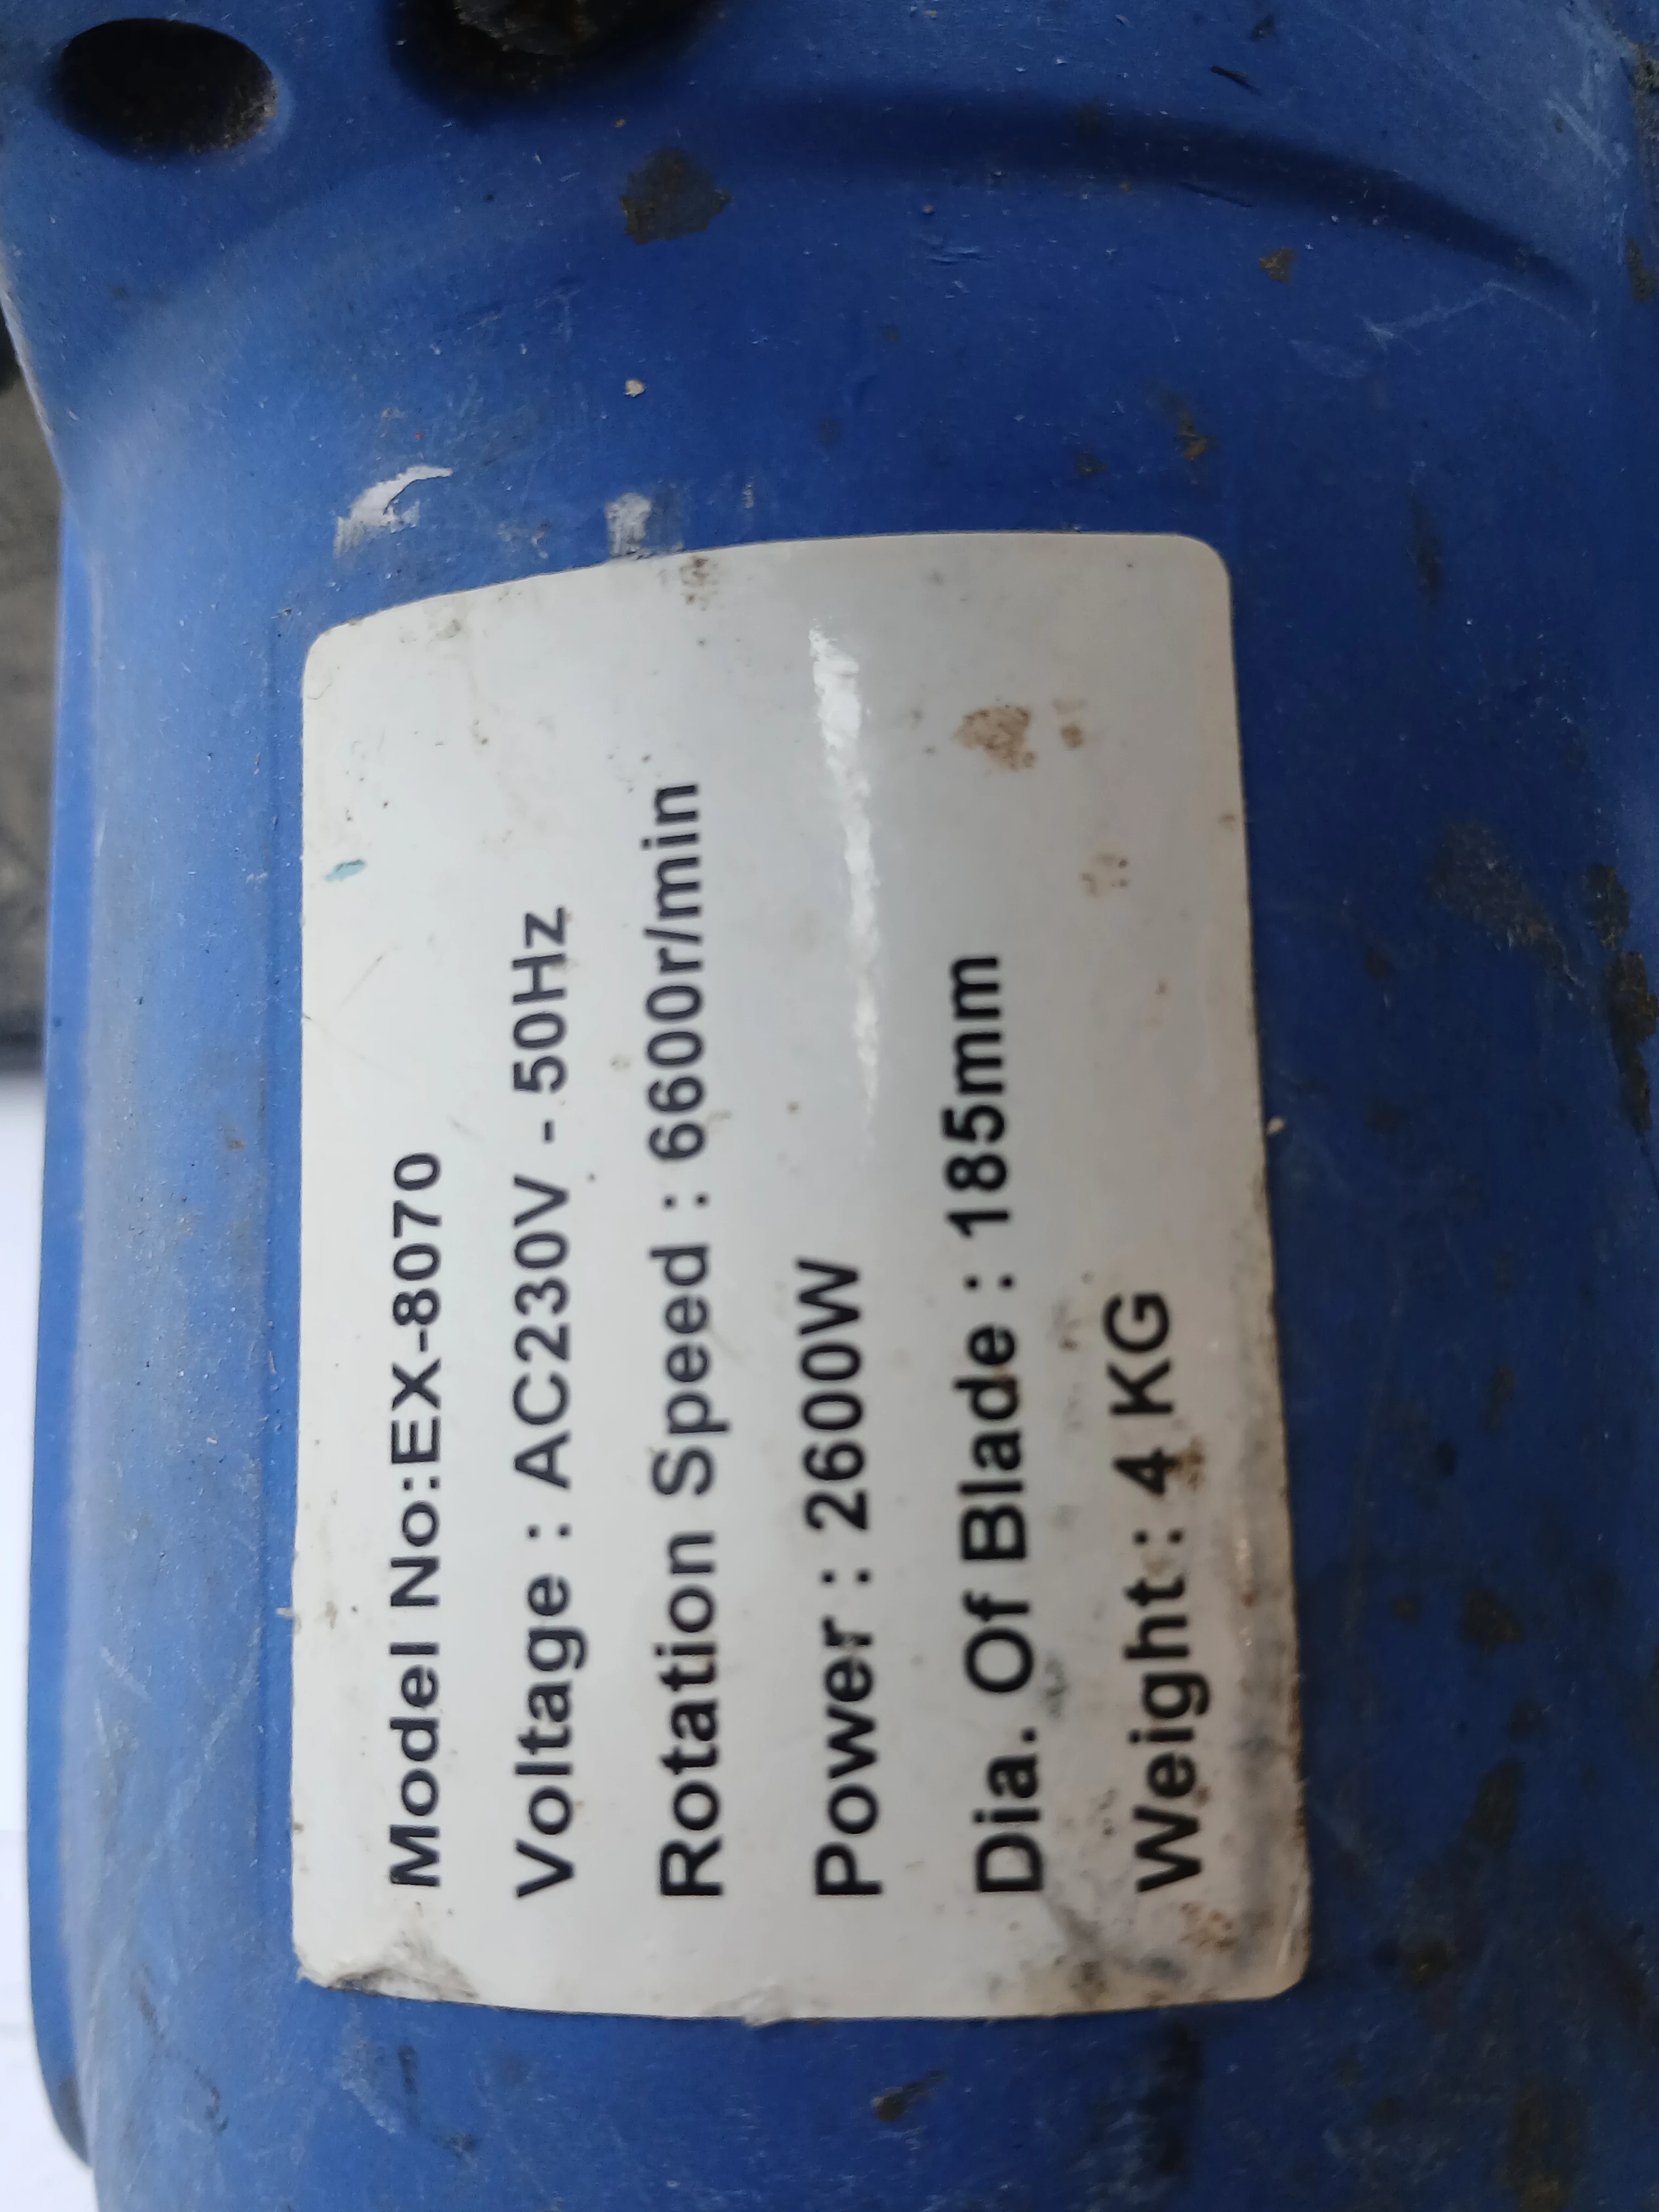 Model No:EX-8070
Voltage : AC230V - 50Hz
Rotation Speed : 6600r/min
Power : 2600W
Dia. Of Blade : 185mm
Weight : 4 KG